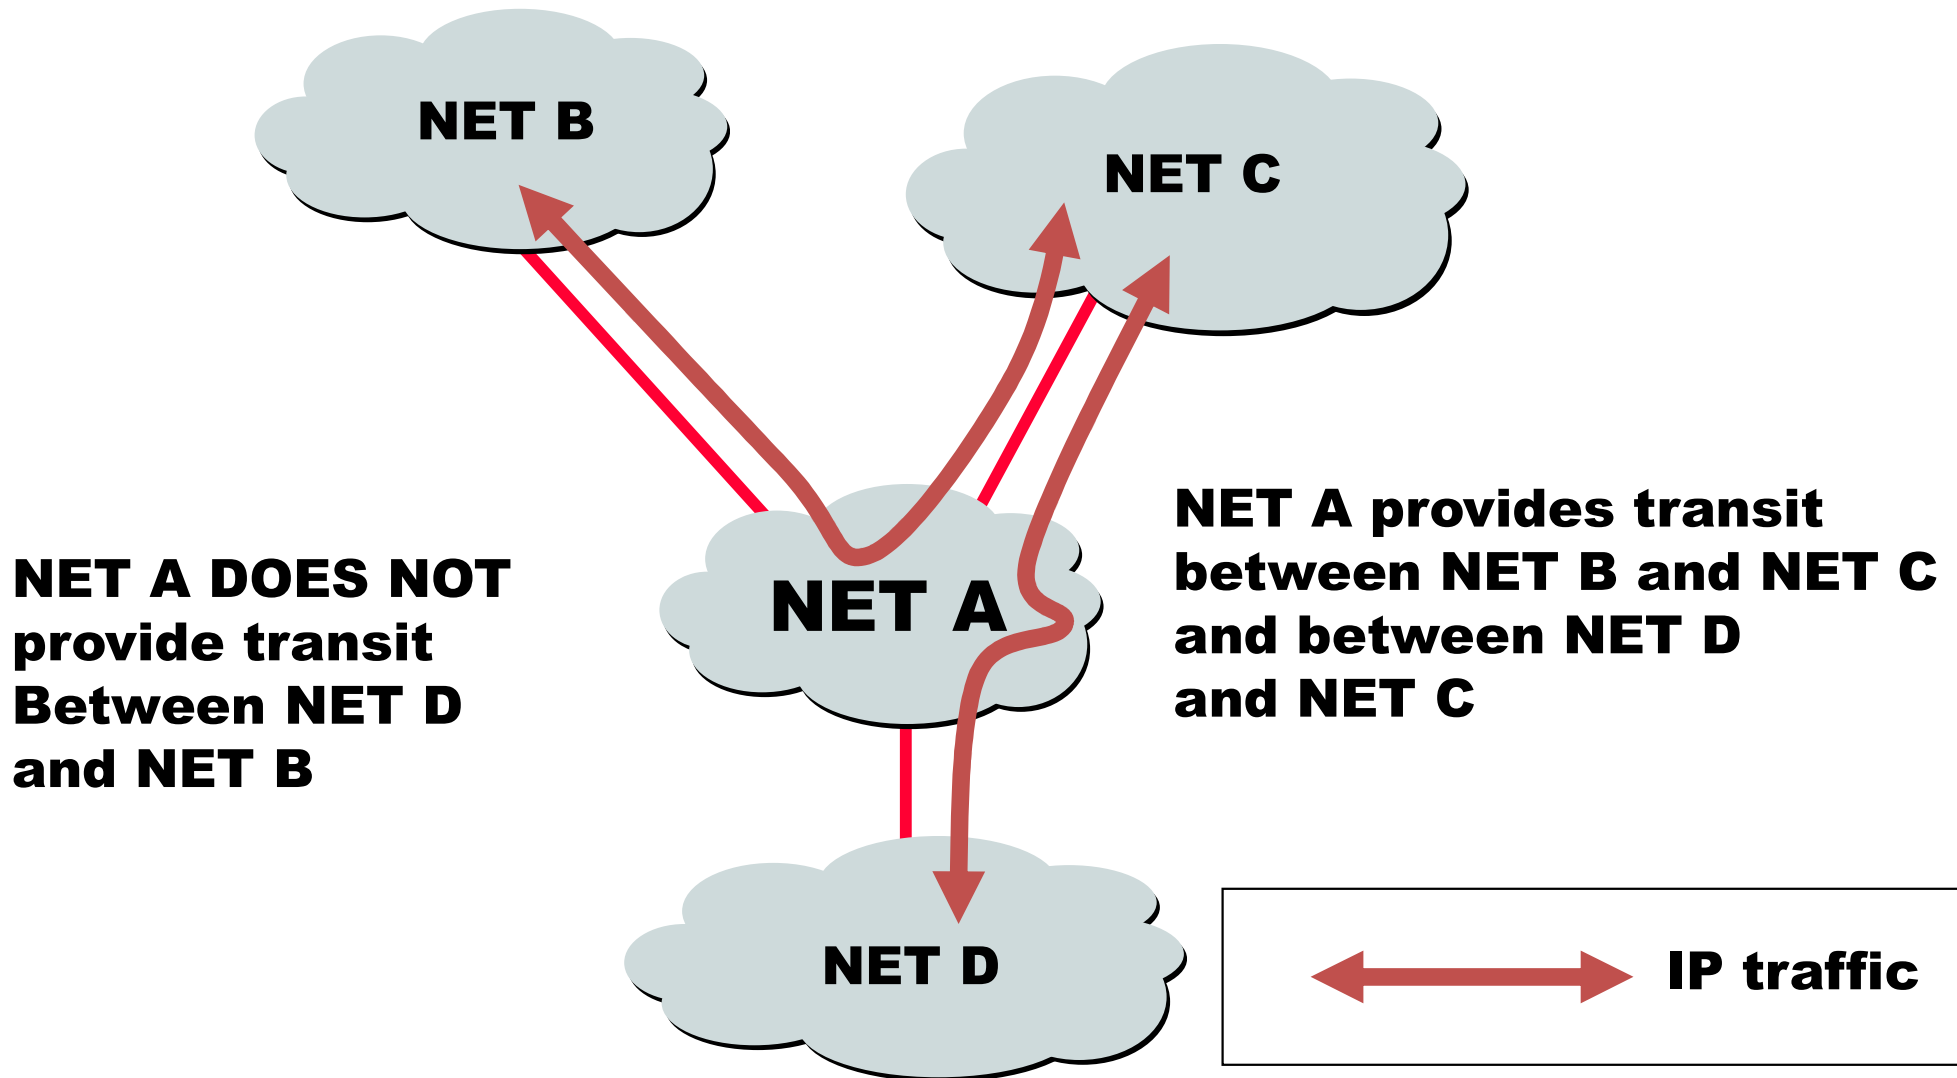 NET B
NET C
NET A
NET A DOES NOT
provide transit
Between NET D
and NET B
NET A provides transit
between NET B and NET C
and between NET D
and NET C
NET D
IP traffic